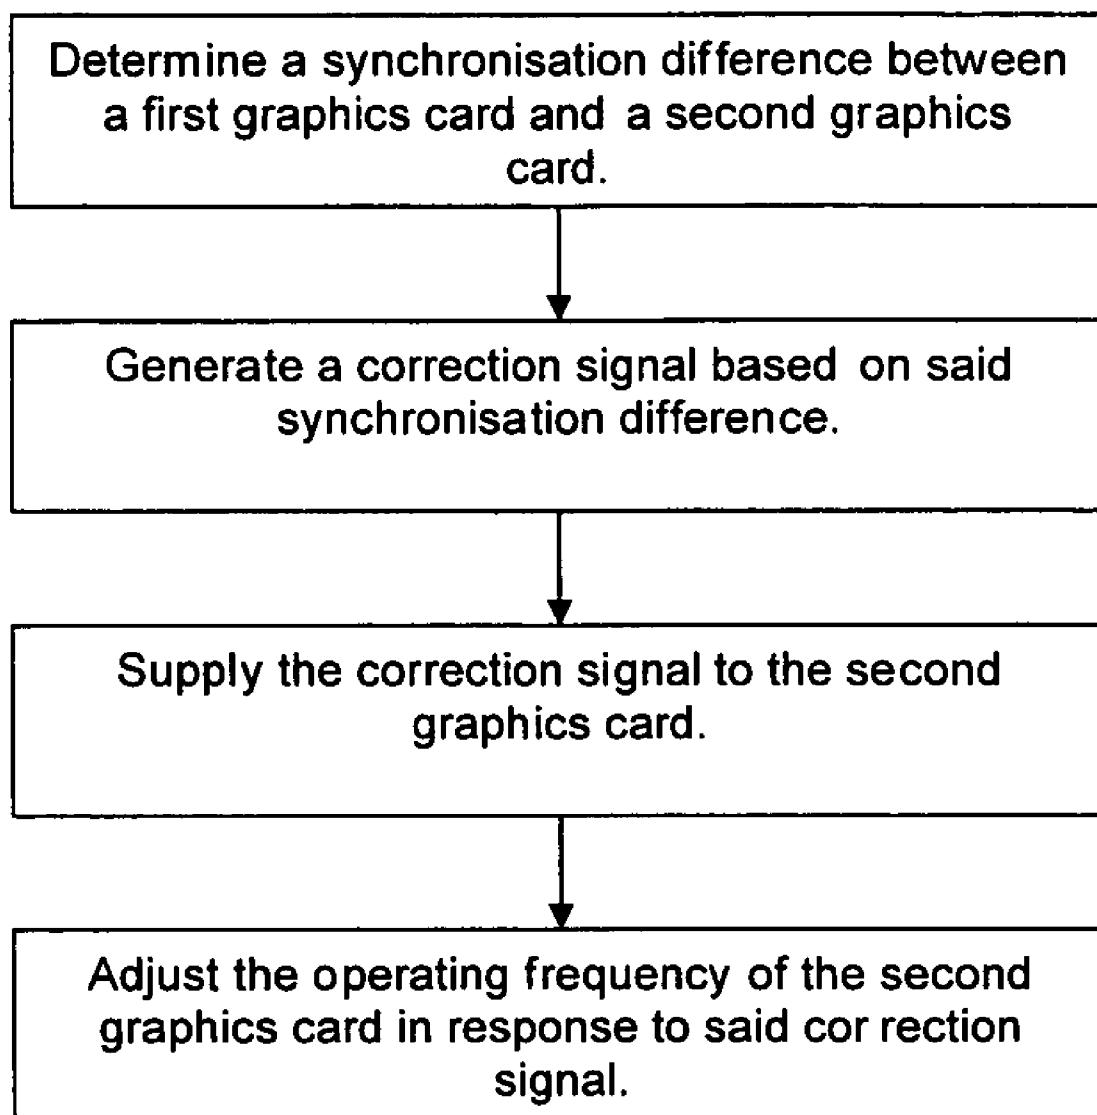 Determine a synchronisation difference between
a first graphics card and a second graphics
card.
Generate a correction signal based on said
synchronisation difference.
Supply the correction signal to the second
graphics card.
Adjust the operating frequency of the second
graphics card in response to said cor rection
signal.